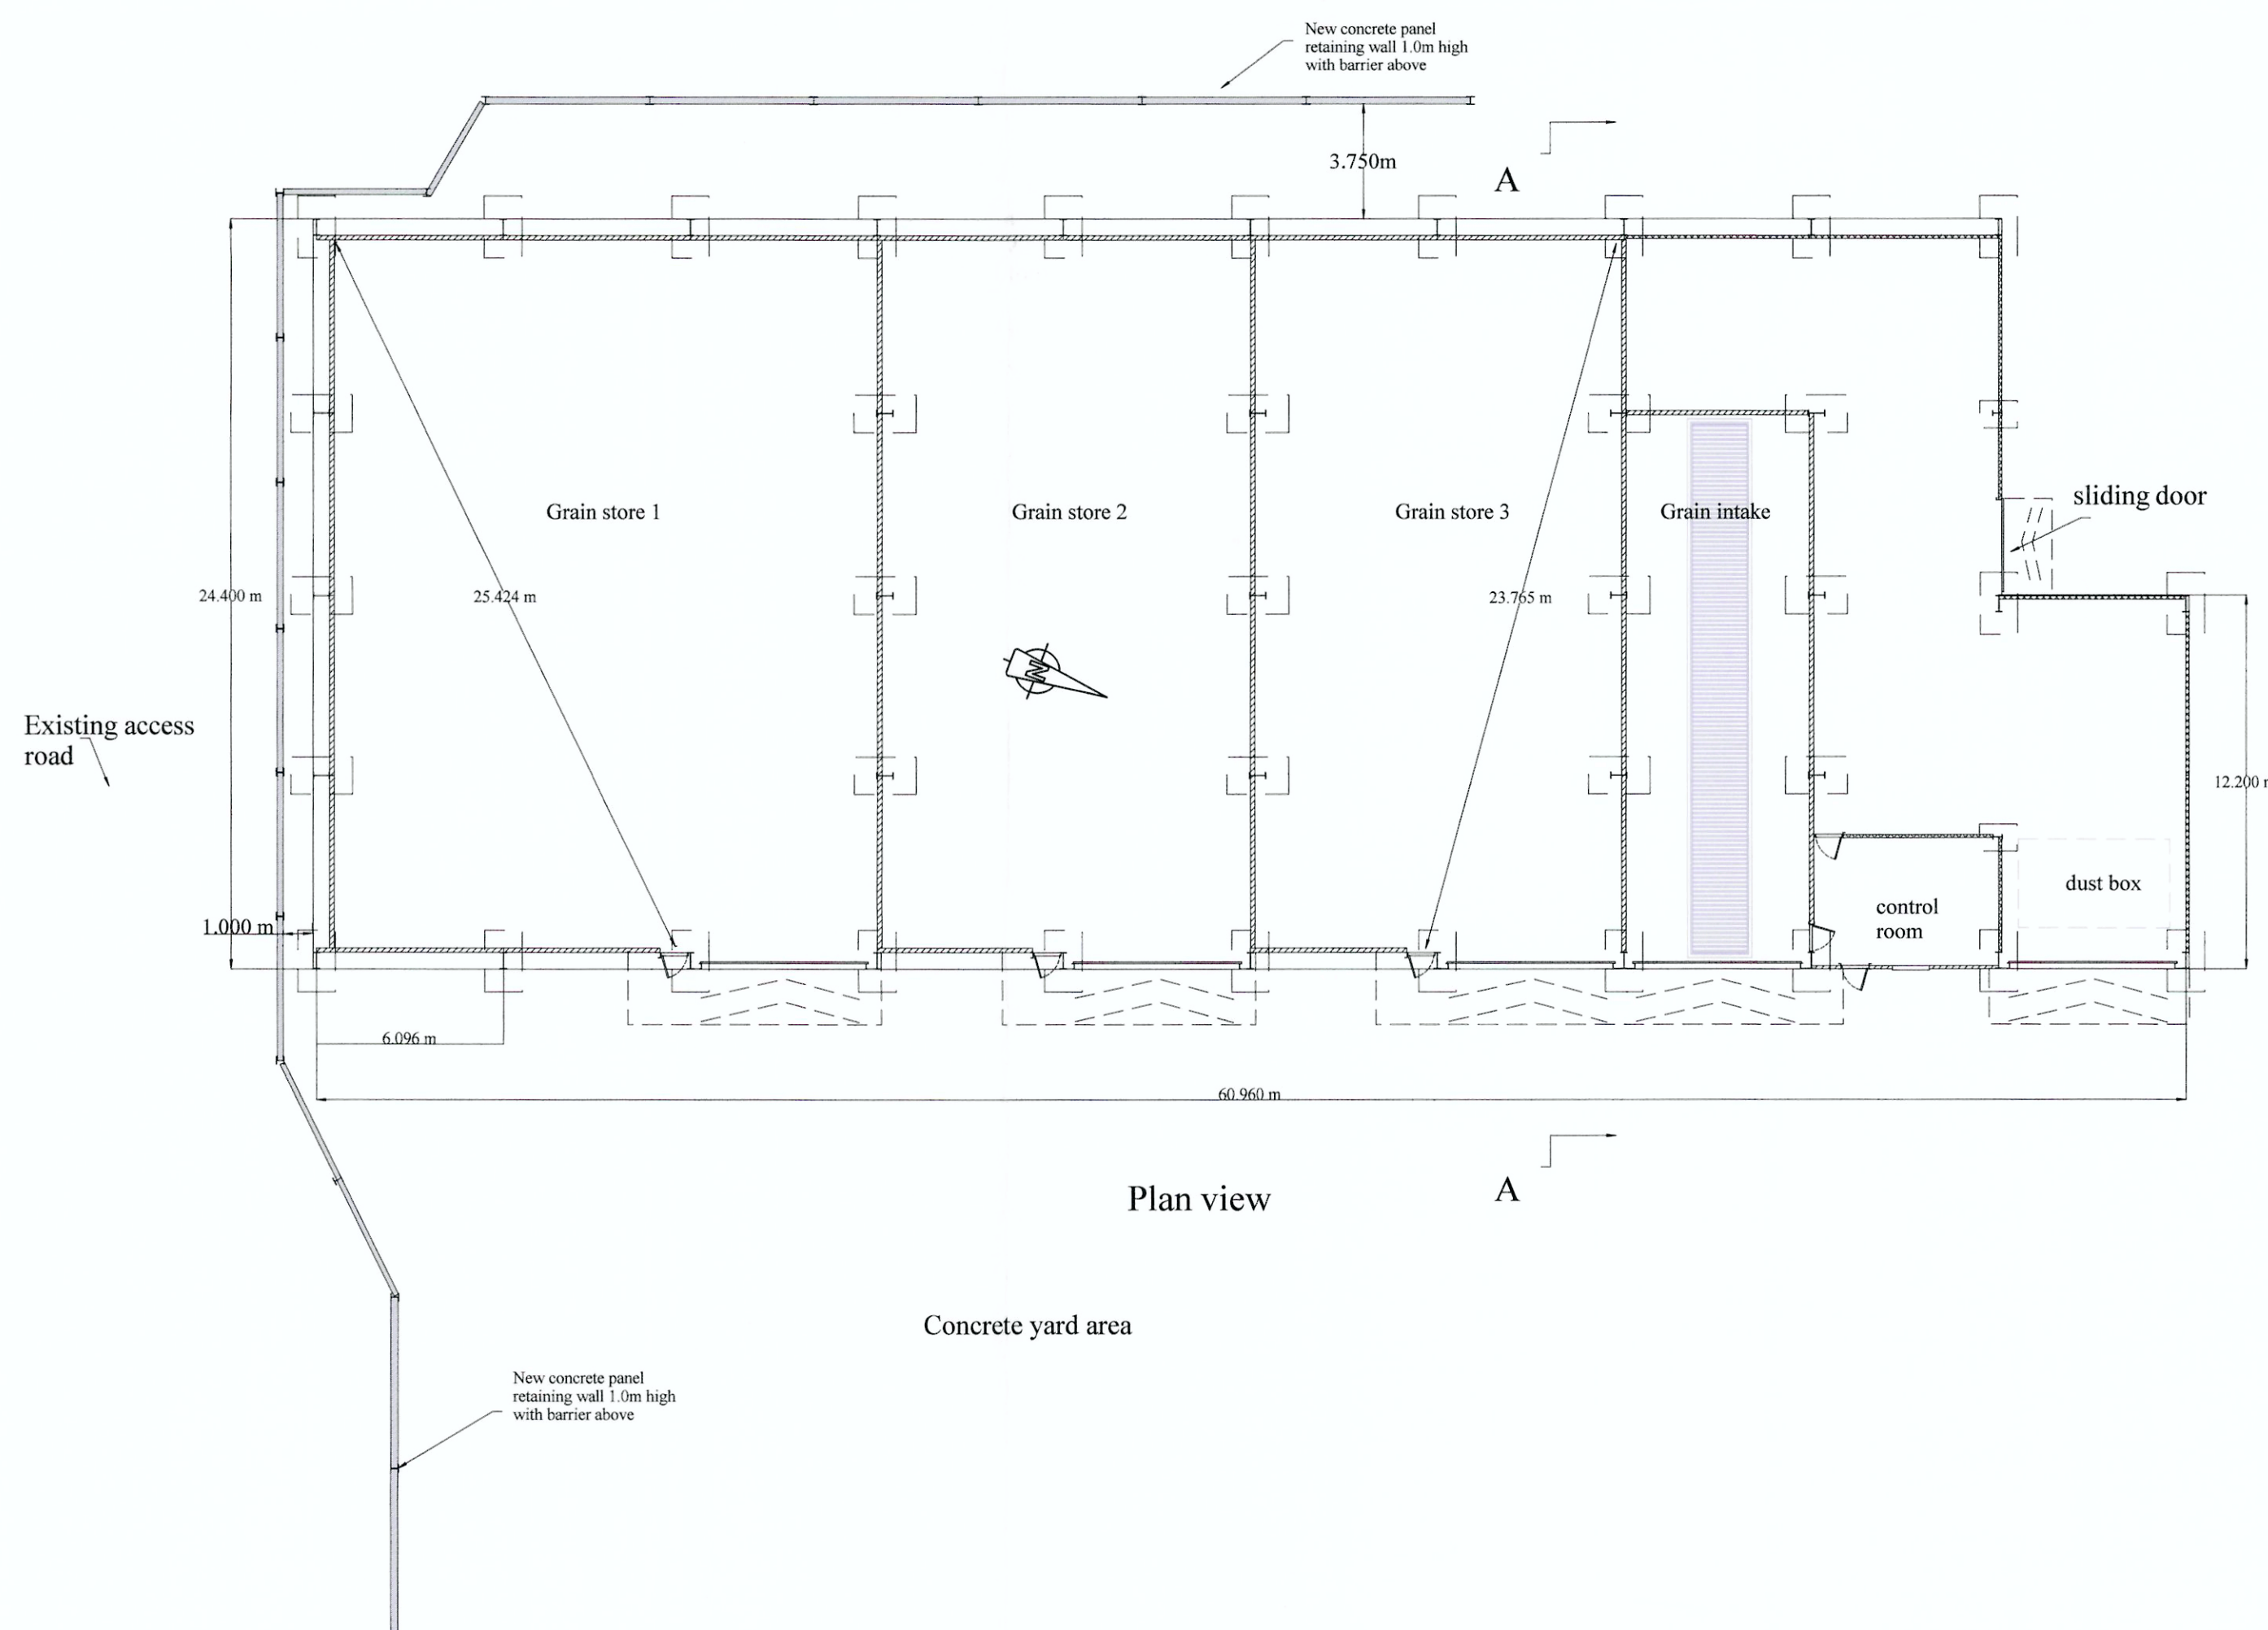 New concrete panel
retaining wall 1.0m high
with barrier above
3.750m
A
sliding door
Grain store 1
Grain store 2
Grain store 3
Grain intake
24.400 m
25.424 m
23.765 m
N
Existing access
road
12.200 m
dust box
control
room
1.000 m
6.096 m
60.960 m
Plan view
A
Concrete yard area
New concrete panel
retaining wall 1.0m high
with barrier above